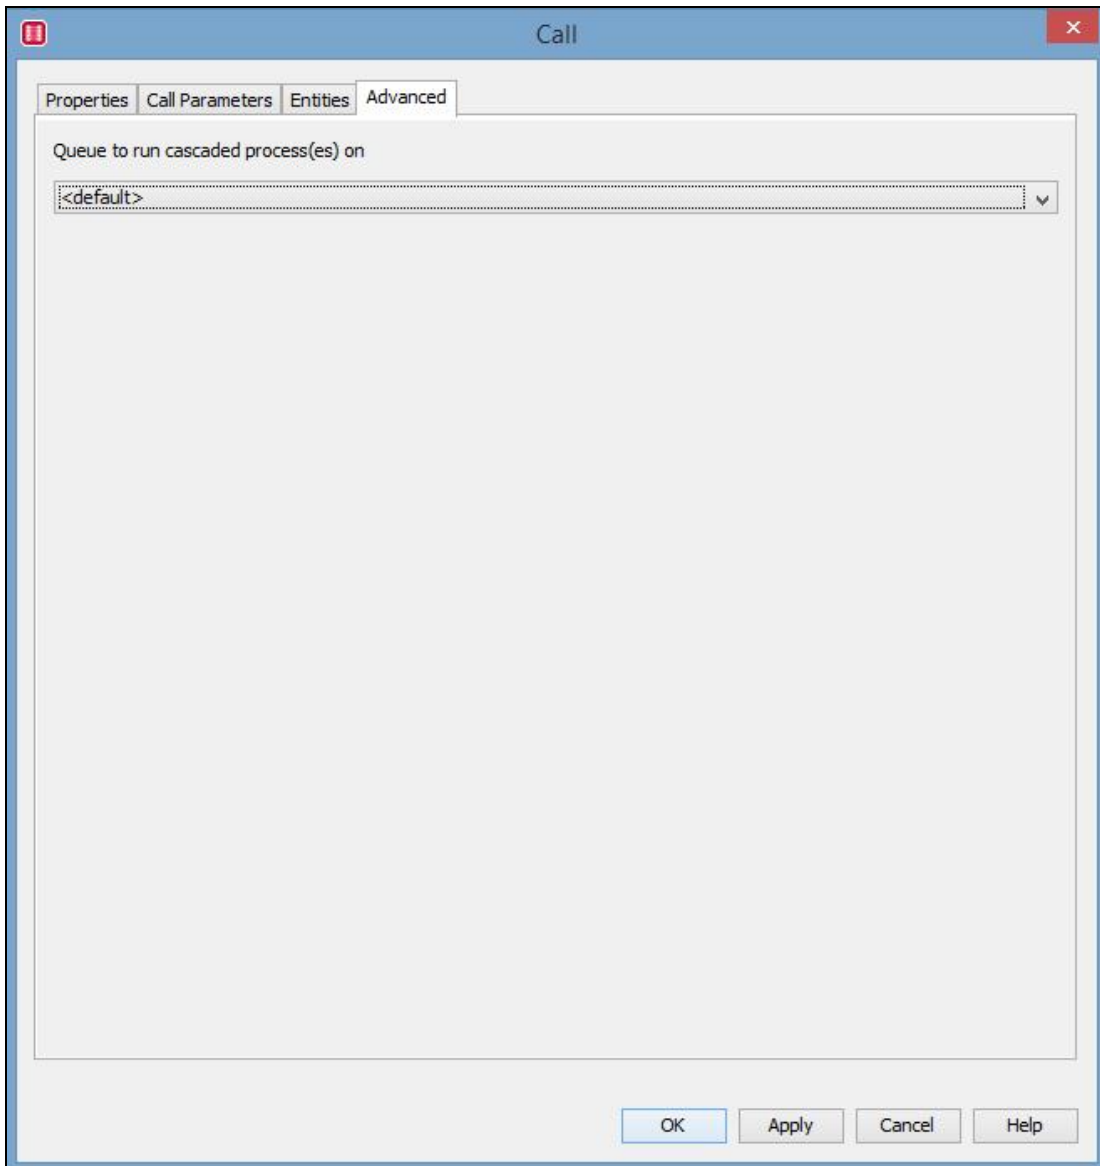 Call
Properties Call Parameters Entities Advanced
Queue to run cascaded process(es) on
<default>
OK Apply Cancel Help